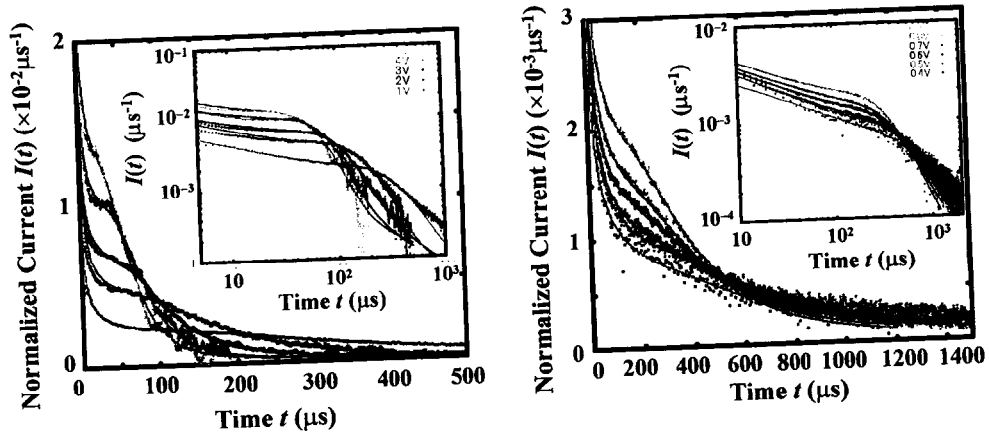 Normalized Current I(t) (×10⁻²μs⁻¹)
2
1
0
0 100 200 300 400 500
Time t (μs)
I(t) (μs⁻¹)
10⁻¹
10⁻²
10⁻³
10 10² 10³
Time t (μs)
3V
2V
1V
Normalized Current I(t) (×10⁻³μs⁻¹)
3
2
1
0
0 200 400 600 800 1000 1200 1400
Time t (μs)
I(t) (μs⁻¹)
10⁻²
10⁻³
10⁻⁴
10 10² 10³
Time t (μs)
0.7V
0.6V
0.5V
0.4V